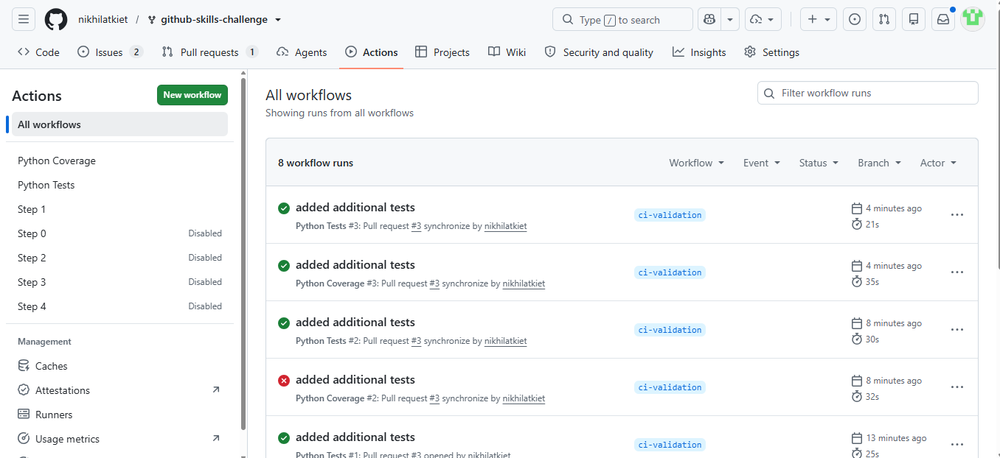 nikhilatkiet / github-skills-challenge
Type / to search
Code
Issues 2
Pull requests 1
Agents
Actions
Projects
Wiki
Security and quality
Insights
Settings
Actions
New workflow
All workflows
Python Coverage
Python Tests
Step 1
Step 0 Disabled
Step 2 Disabled
Step 3 Disabled
Step 4 Disabled
Management
Caches
Attestations
Runners
Usage metrics
All workflows
Showing runs from all workflows
Filter workflow runs
8 workflow runs
Workflow
Event
Status
Branch
Actor
added additional tests
Python Tests #3: Pull request #3 synchronize by nikhilatkiet
ci-validation
4 minutes ago
21s
added additional tests
Python Coverage #3: Pull request #3 synchronize by nikhilatkiet
ci-validation
4 minutes ago
35s
added additional tests
Python Tests #2: Pull request #3 synchronize by nikhilatkiet
ci-validation
8 minutes ago
30s
added additional tests
Python Coverage #2: Pull request #3 synchronize by nikhilatkiet
ci-validation
8 minutes ago
32s
added additional tests
Python Tests #1: Pull request #3 opened by nikhilatkiet
ci-validation
13 minutes ago
25s